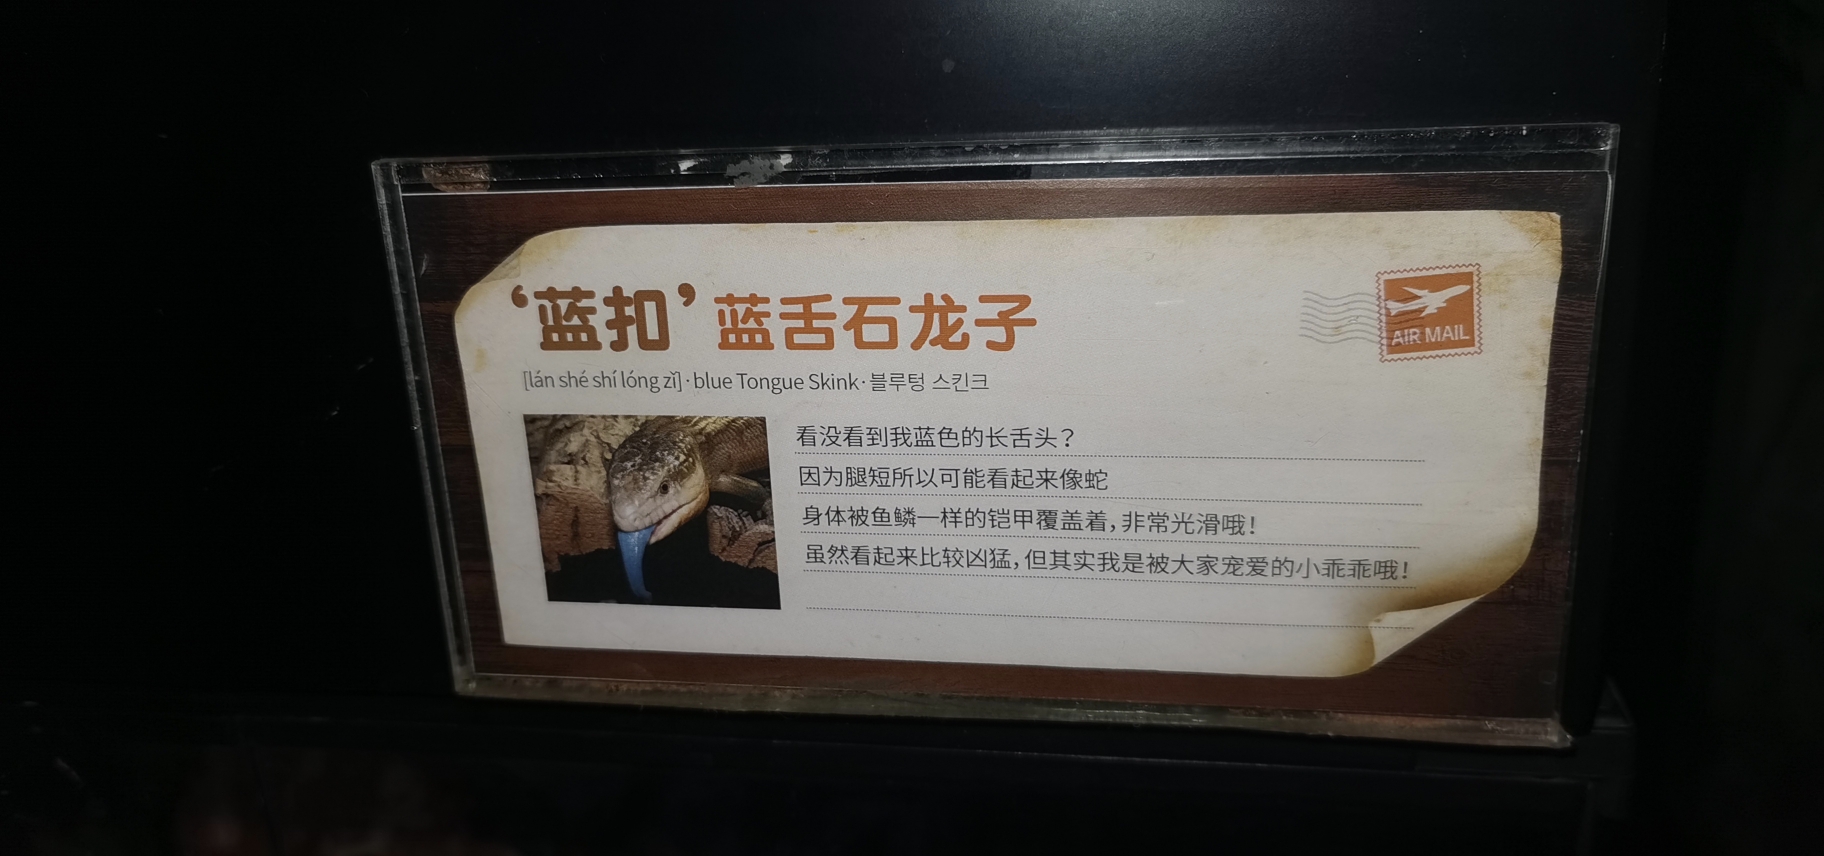 ‘蓝扣’蓝舌石龙子
AIR MAIL
[lán shé shí lóng zǐ]·blue Tongue Skink·블루텅 스킨크
看没看到我蓝色的长舌头？
因为腿短所以可能看起来像蛇
身体被鱼鳞一样的铠甲覆盖着，非常光滑哦！
虽然看起来比较凶猛，但其实我是被大家宠爱的小乖乖哦！